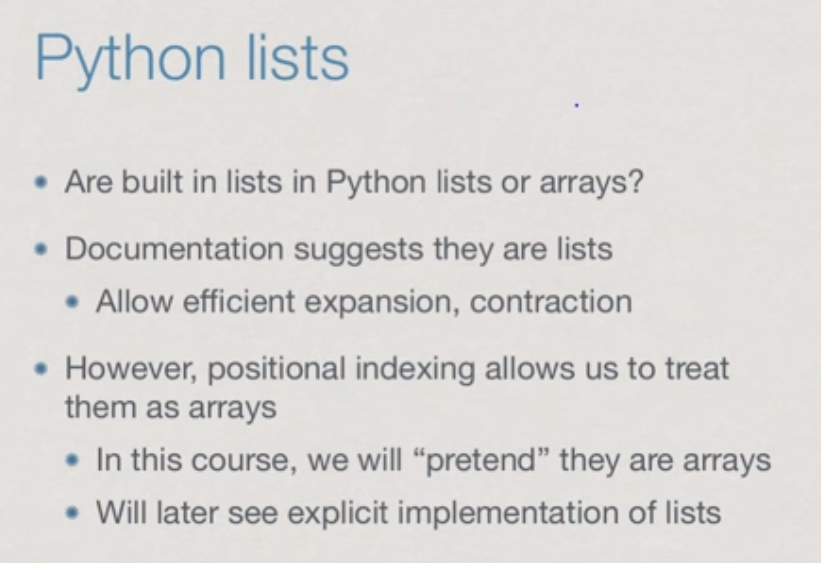 Python lists
Are built in lists in Python lists or arrays?
Documentation suggests they are lists
Allow efficient expansion, contraction
However, positional indexing allows us to treat
them as arrays
In this course, we will “pretend” they are arrays
Will later see explicit implementation of lists